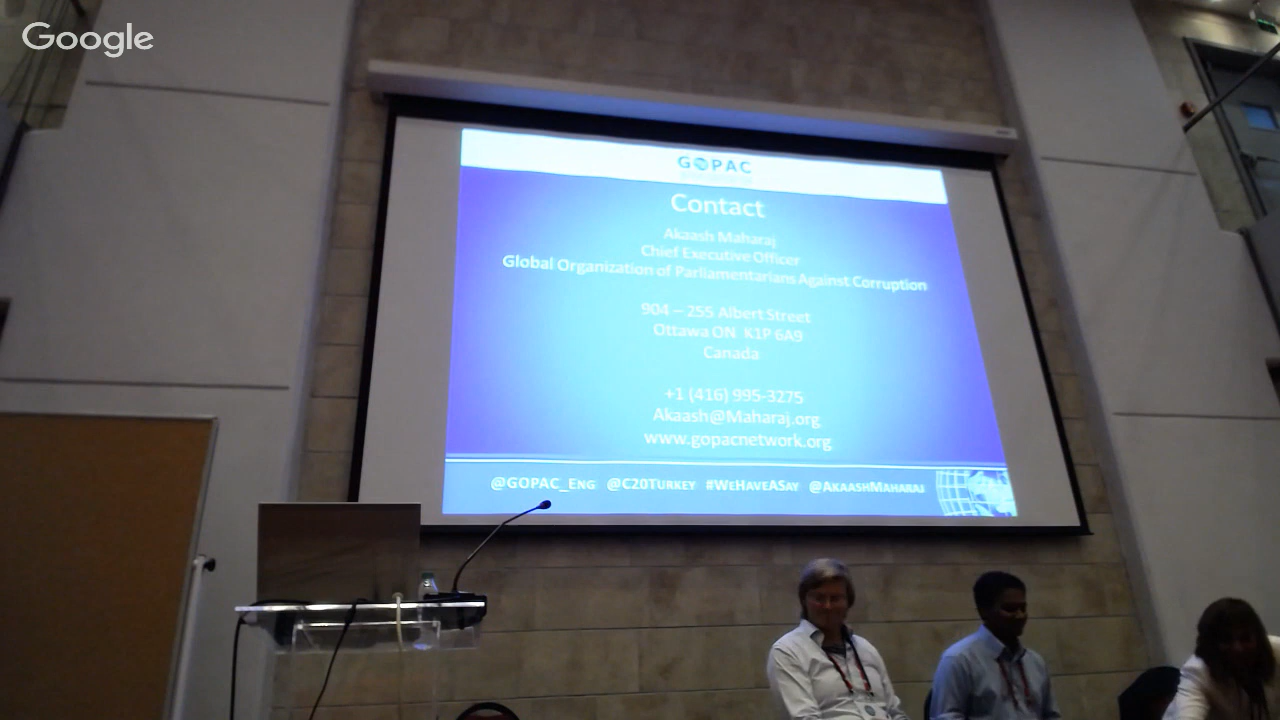 Google
GOPAC
Contact
Akaash Maharaj
Chief Executive Officer
Global Organization of Parliamentarians Against Corruption
904 – 255 Albert Street
Ottawa ON  K1P 6A9
Canada
+1 (416) 995-3275
Akaash@Maharaj.org
www.gopacnetwork.org
@GOPAC_Eng @C20Turkey #WeHaveASay @AkaashMaharaj